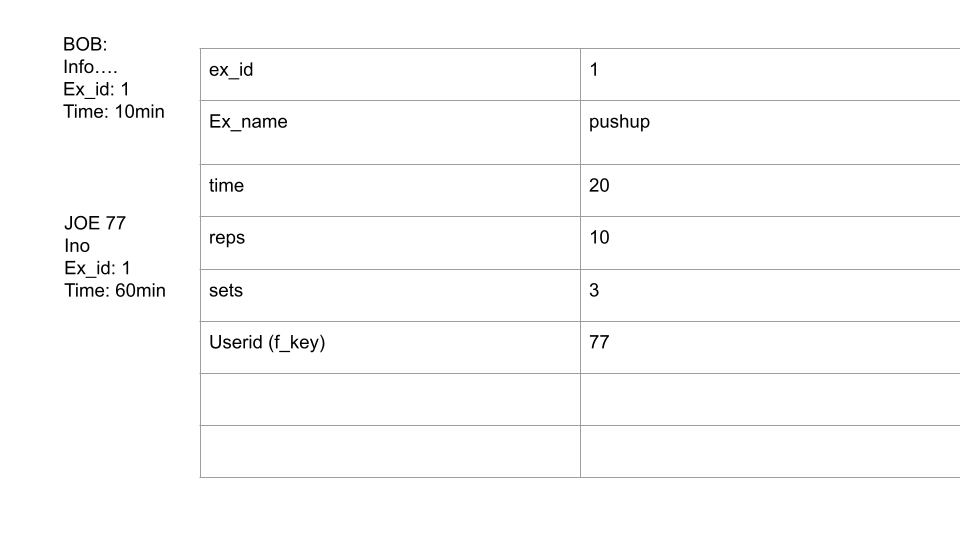 BOB:
Info....
Ex_id: 1
Time: 10min
JOE 77
Ino
Ex_id: 1
Time: 60min
ex_id 1
Ex_name pushup
time 20
reps 10
sets 3
Userid (f_key) 77